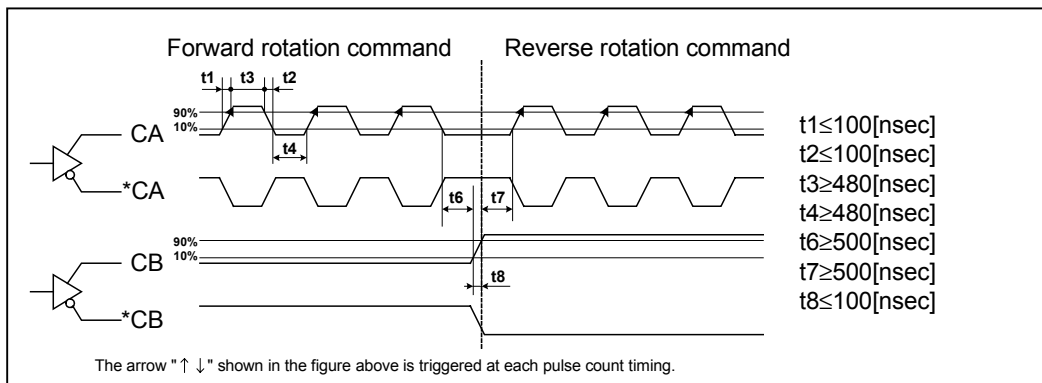 Forward rotation command Reverse rotation command
t1 t3 t2
90%
10%
CA
t4
*CA
t6 t7
90%
10%
CB
t8
*CB
t1≤100[nsec]
t2≤100[nsec]
t3≥480[nsec]
t4≥480[nsec]
t6≥500[nsec]
t7≥500[nsec]
t8≤100[nsec]
The arrow "↑ ↓" shown in the figure above is triggered at each pulse count timing.